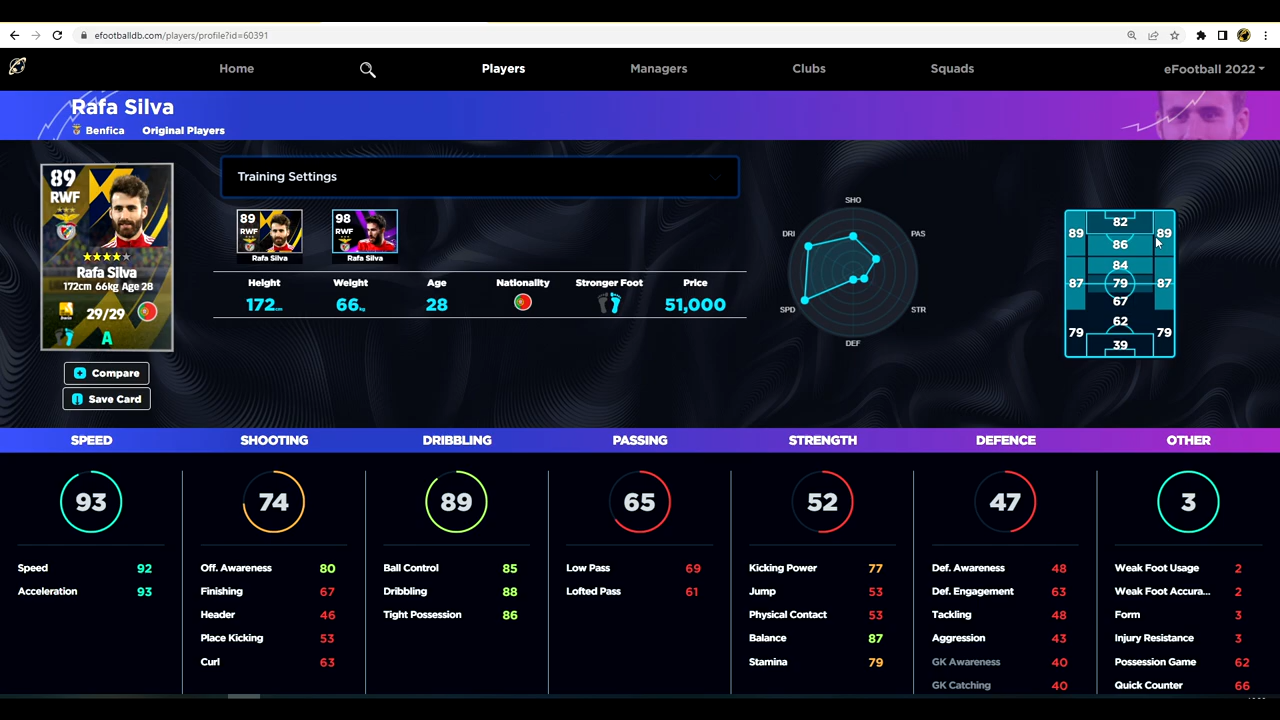 efootballdb.com/players/profile?id=60391
Home Players Managers Clubs Squads eFootball 2022
Rafa Silva
Benfica Original Players
89
RWF
Rafa Silva
172cm 66kg Age 28
29/29
A
Compare
Save Card
Training Settings
89 RWF Rafa Silva
98 RWF Rafa Silva
Height Weight Age Nationality Stronger Foot Price
172cm 66kg 28 51,000
SHO
DRI PAS
SPD STR
DEF
82
89 89
86
84
87 79 87
67
62
79 79
39
SPEED SHOOTING DRIBBLING PASSING STRENGTH DEFENCE OTHER
93 74 89 65 52 47 3
Speed 92 Off. Awareness 80 Ball Control 85 Low Pass 69 Kicking Power 77 Def. Awareness 48 Weak Foot Usage 2
Acceleration 93 Finishing 67 Dribbling 88 Lofted Pass 61 Jump 53 Def. Engagement 63 Weak Foot Accura... 2
Header 46 Tight Possession 86 Physical Contact 53 Tackling 48 Form 3
Place Kicking 53 Balance 87 Aggression 43 Injury Resistance 3
Curl 63 Stamina 79 GK Awareness 40 Possession Game 62
GK Catching 40 Quick Counter 66